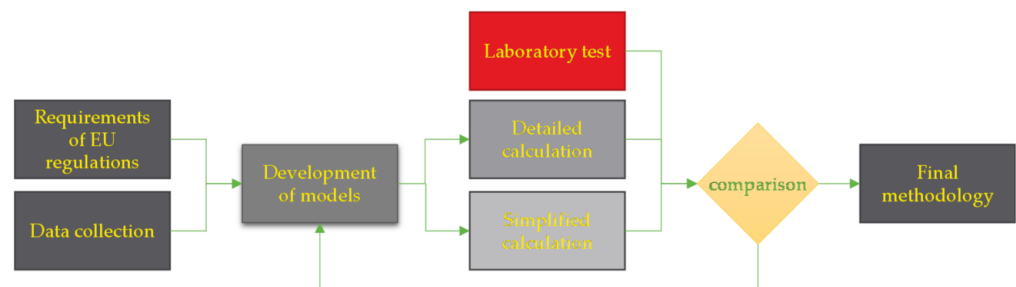 Laboratory test
Requirements
of EU
regulations
Detailed
calculation
Development
of models
comparison
Final
methodology
Data collection
Simplified
calculation